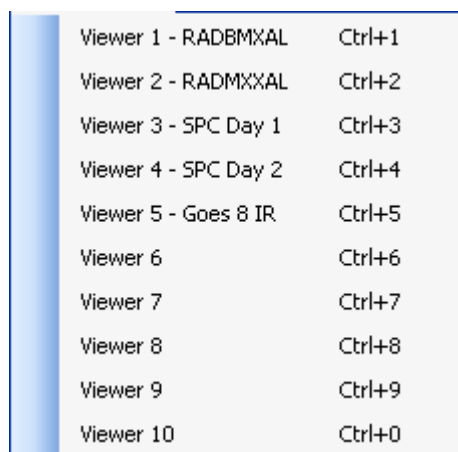 Viewer 1 - RADBMXAL Ctrl+1
Viewer 2 - RADMXXAL Ctrl+2
Viewer 3 - SPC Day 1 Ctrl+3
Viewer 4 - SPC Day 2 Ctrl+4
Viewer 5 - Goes 8 IR Ctrl+5
Viewer 6 Ctrl+6
Viewer 7 Ctrl+7
Viewer 8 Ctrl+8
Viewer 9 Ctrl+9
Viewer 10 Ctrl+0